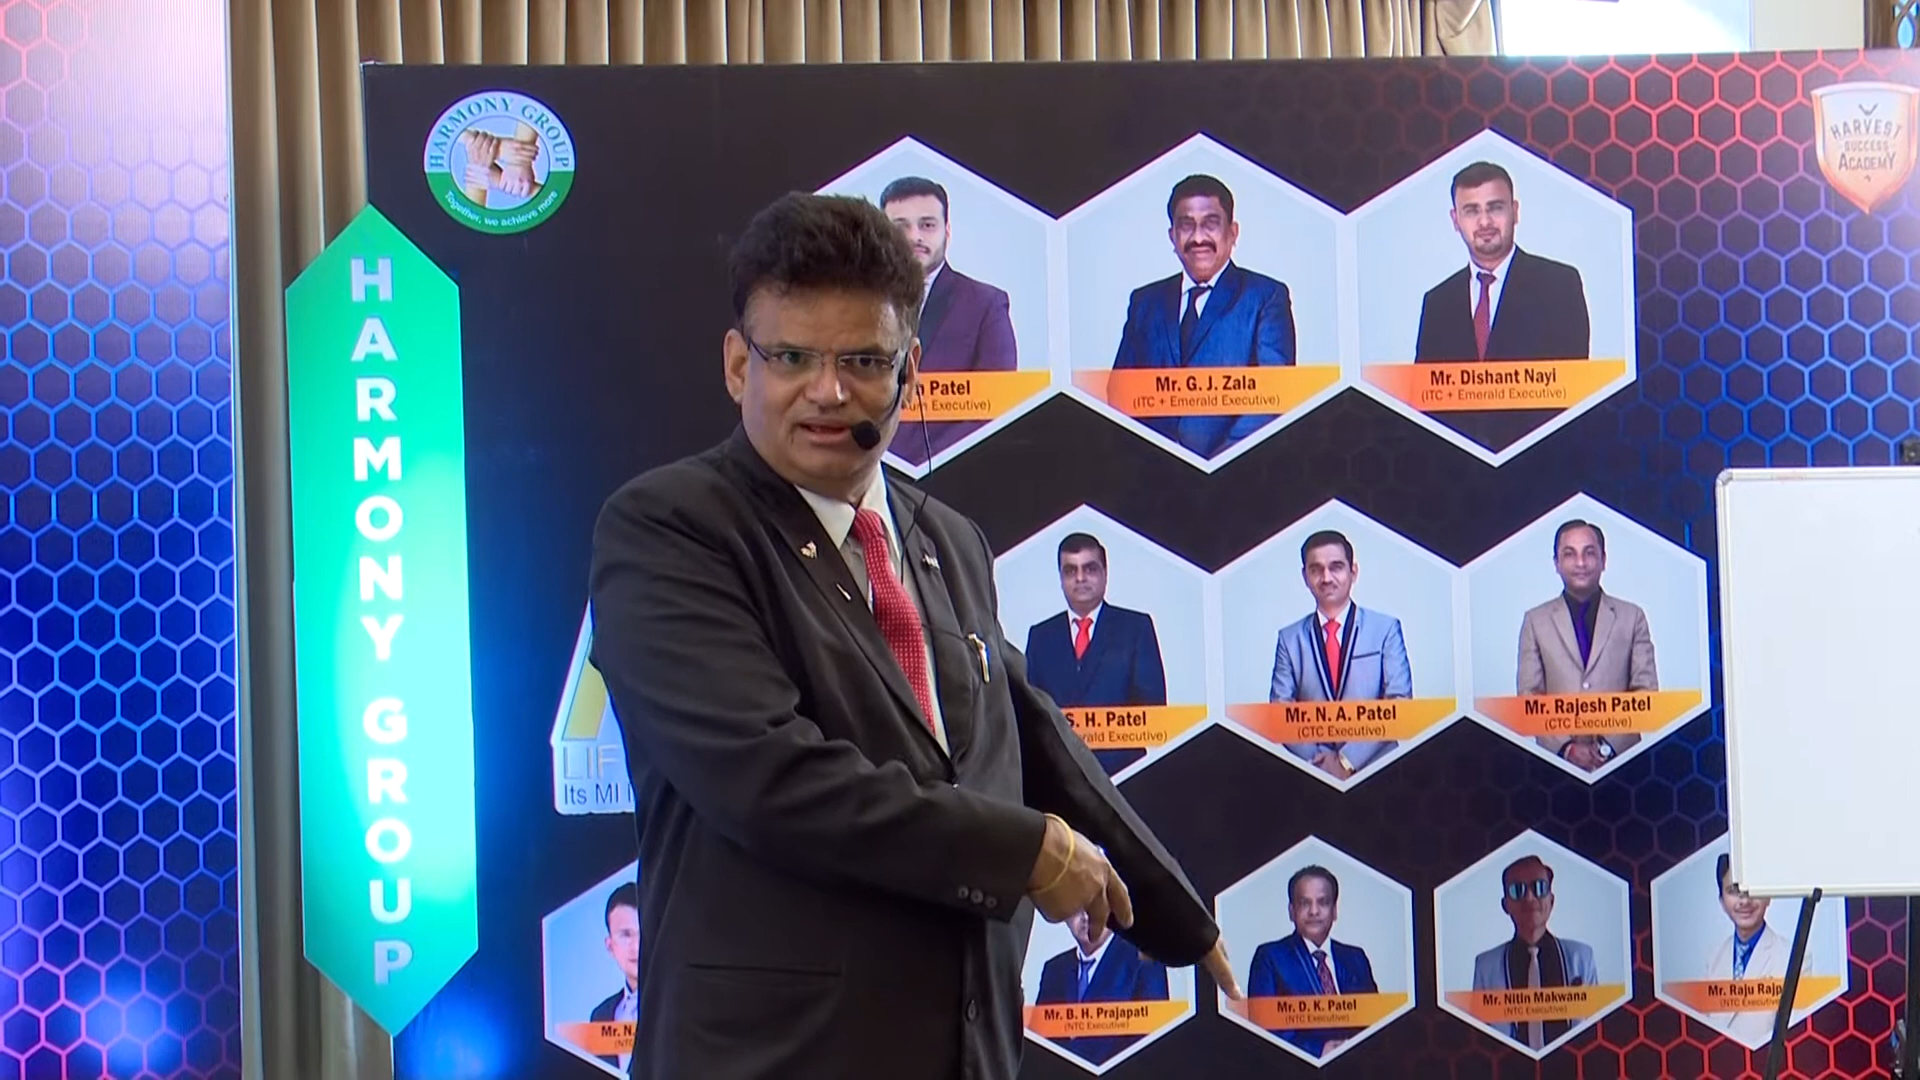 HARMONY GROUP
Together, we achieve more
HARVEST
SUCCESS
ACADEMY
HARMONY GROUP
Patel
Executive)
Mr. G. J. Zala
(ITC + Emerald Executive)
Mr. Dishant Nayi
(ITC + Emerald Executive)
S. H. Patel
Executive)
Mr. N. A. Patel
(CTC Executive)
Mr. Rajesh Patel
(CTC Executive)
LIF
Its MI
Mr. N.
(NTC
Mr. B. H. Prajapati
(NTC Executive)
Mr. D. K. Patel
(NTC Executive)
Mr. Nitin Makwana
(NTC Executive)
Mr. Raju Rajp
(NTC Executive)